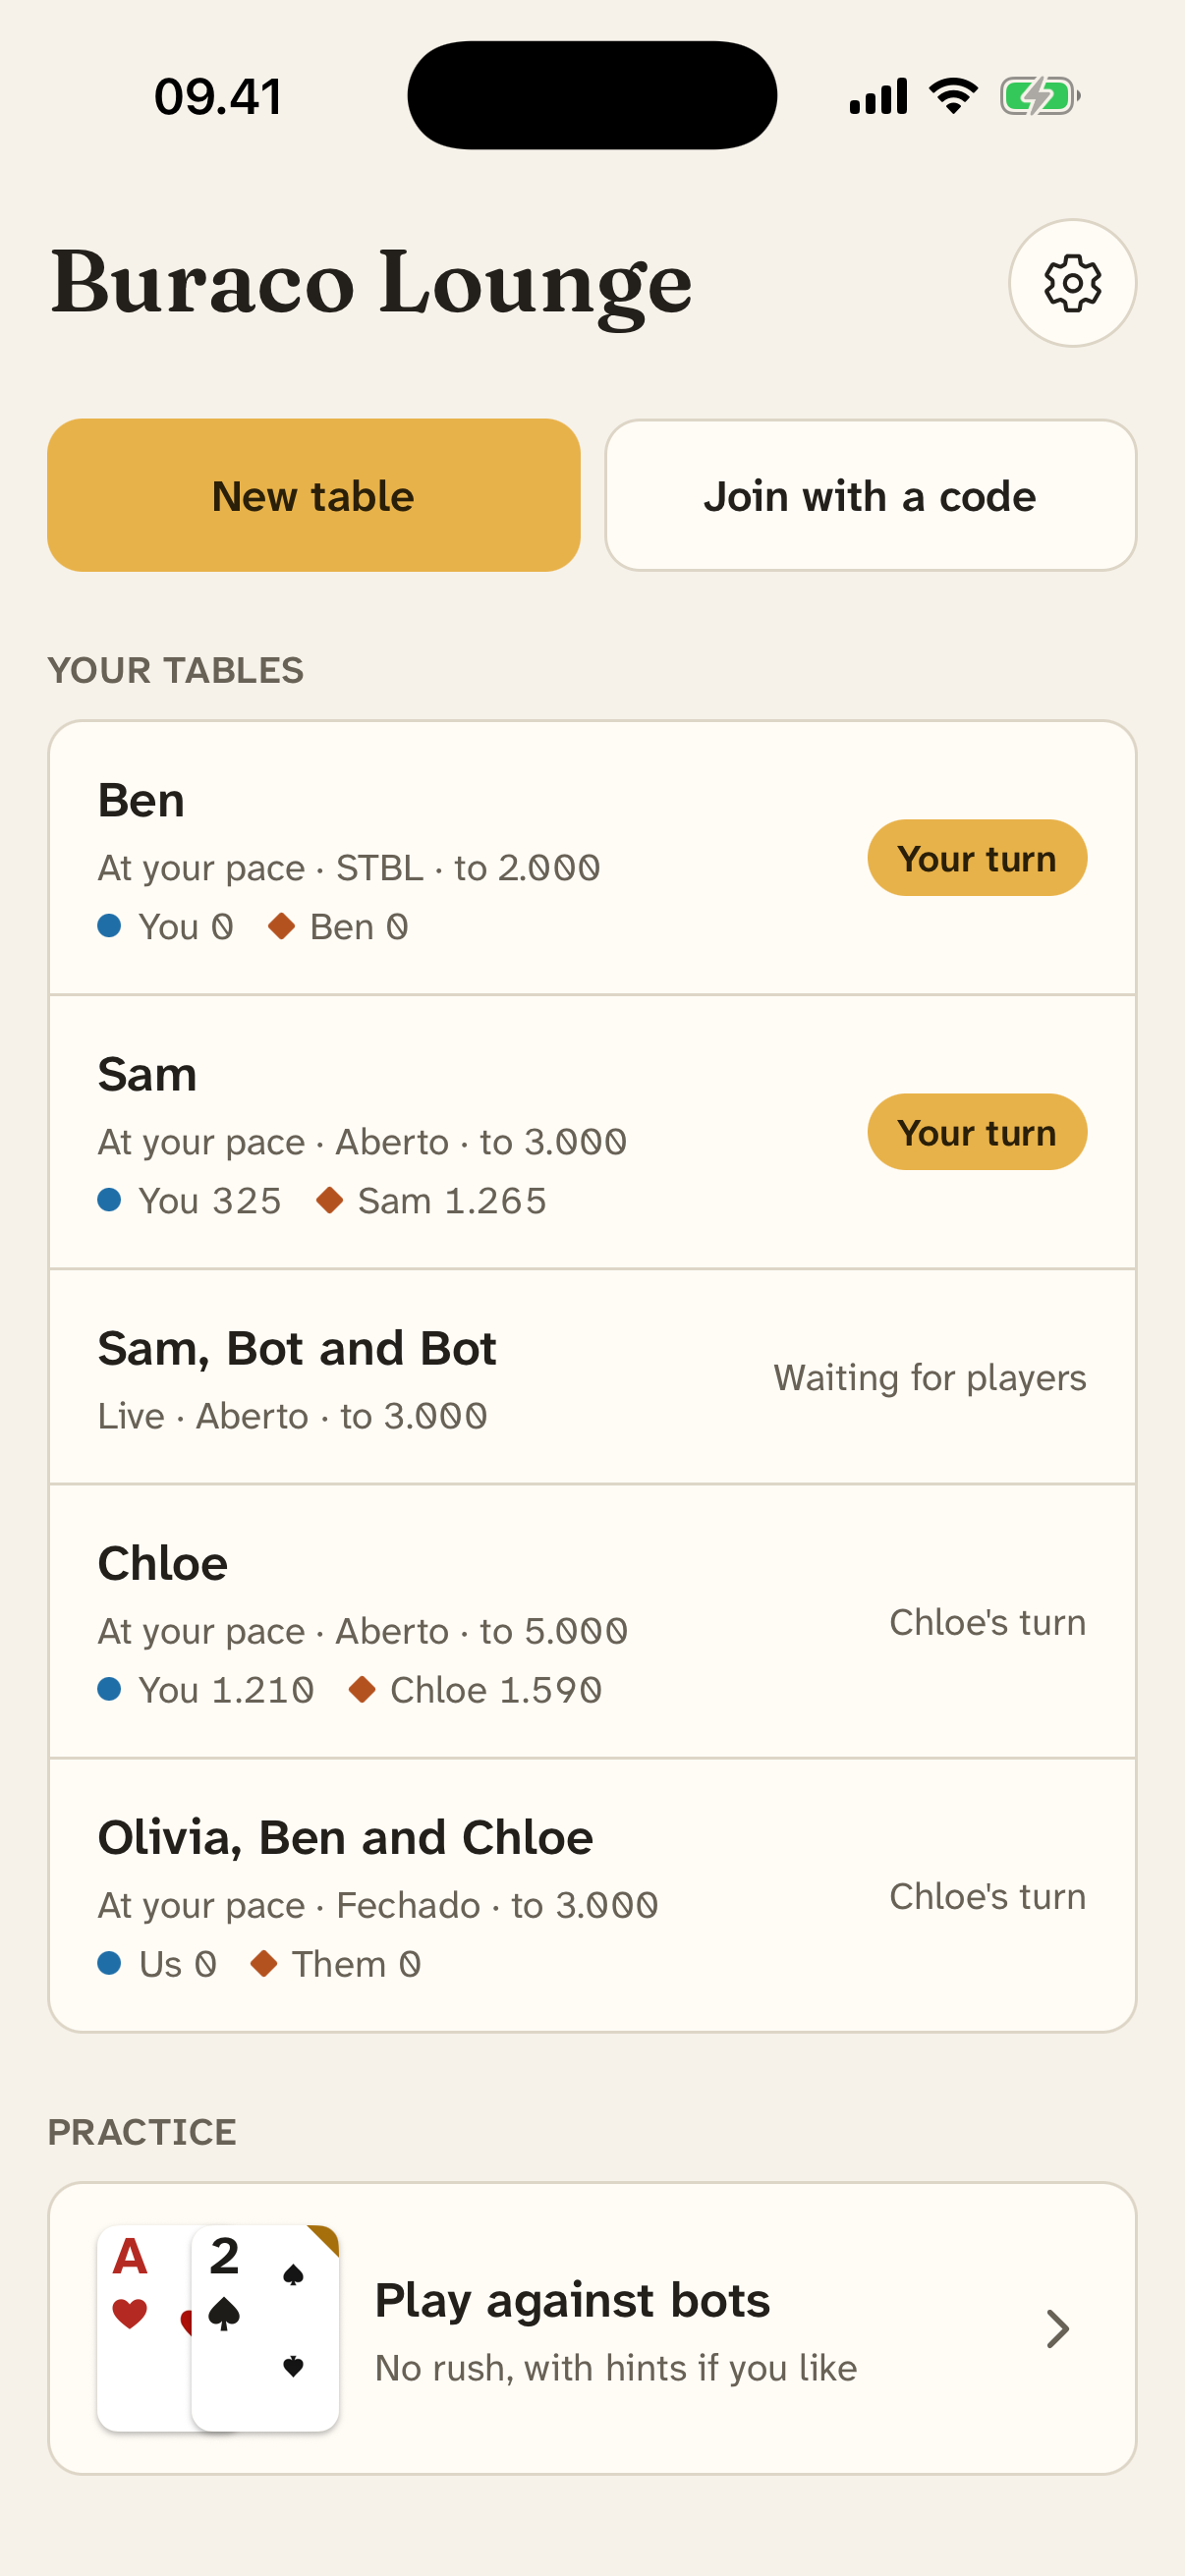 09.41
Buraco Lounge
New table
Join with a code
YOUR TABLES
Ben
At your pace · STBL · to 2.000
You 0 Ben 0
Your turn
Sam
At your pace · Aberto · to 3.000
You 325 Sam 1.265
Your turn
Sam, Bot and Bot
Live · Aberto · to 3.000
Waiting for players
Chloe
At your pace · Aberto · to 5.000
You 1.210 Chloe 1.590
Chloe's turn
Olivia, Ben and Chloe
At your pace · Fechado · to 3.000
Us 0 Them 0
Chloe's turn
PRACTICE
A
2
Play against bots
No rush, with hints if you like